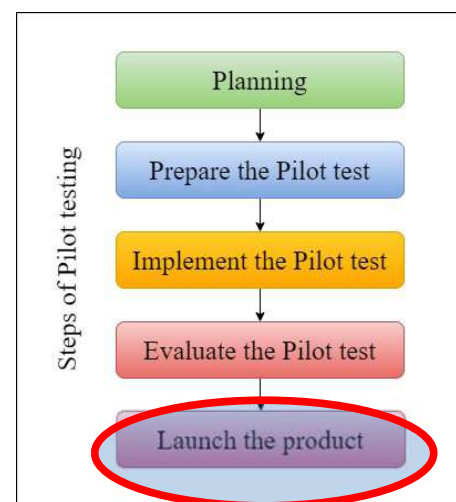 Steps of Pilot testing
Planning
Prepare the Pilot test
Implement the Pilot test
Evaluate the Pilot test
Launch the product